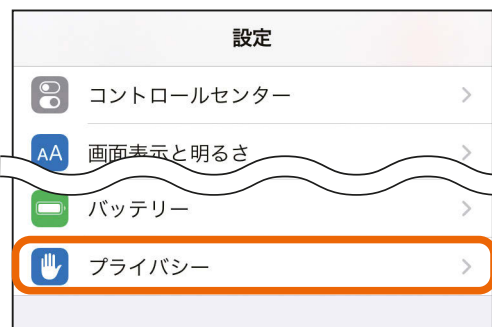 設定
コントロールセンター
AA 画面表示と明るさ
バッテリー
プライバシー